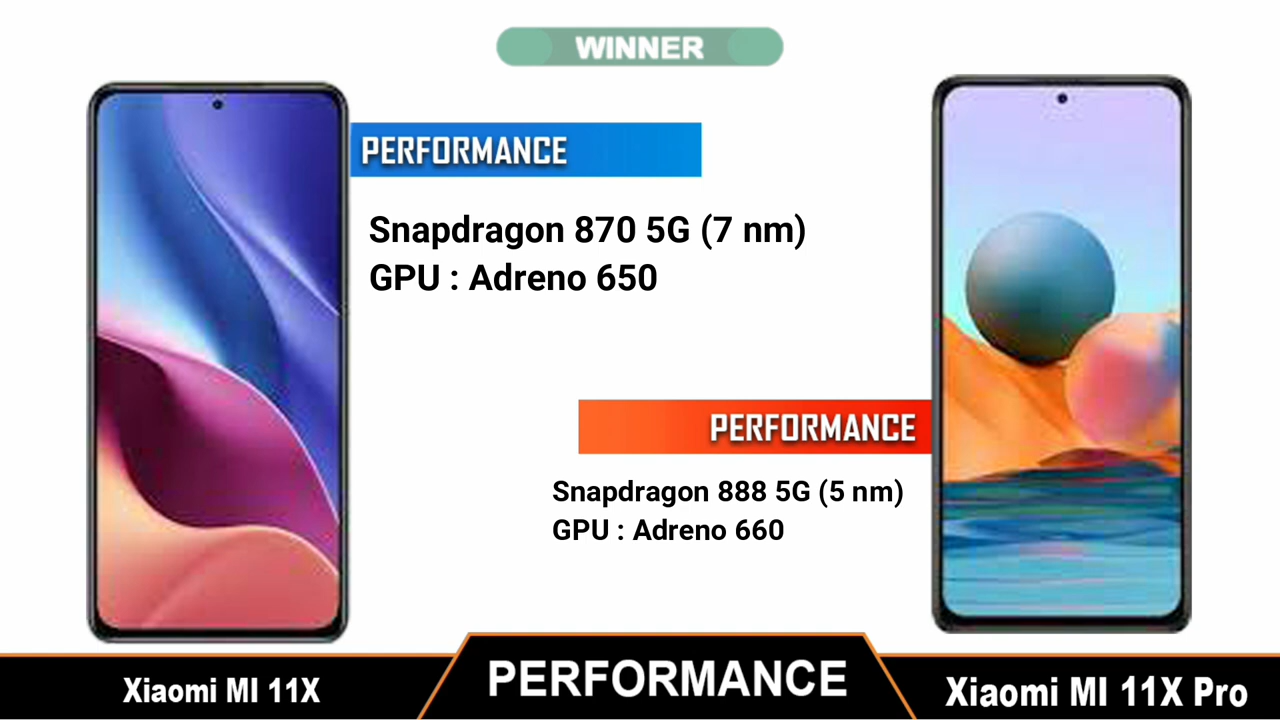 WINNER
PERFORMANCE
Snapdragon 870 5G (7 nm)
GPU : Adreno 650
PERFORMANCE
Snapdragon 888 5G (5 nm)
GPU : Adreno 660
Xiaomi MI 11X
PERFORMANCE
Xiaomi MI 11X Pro